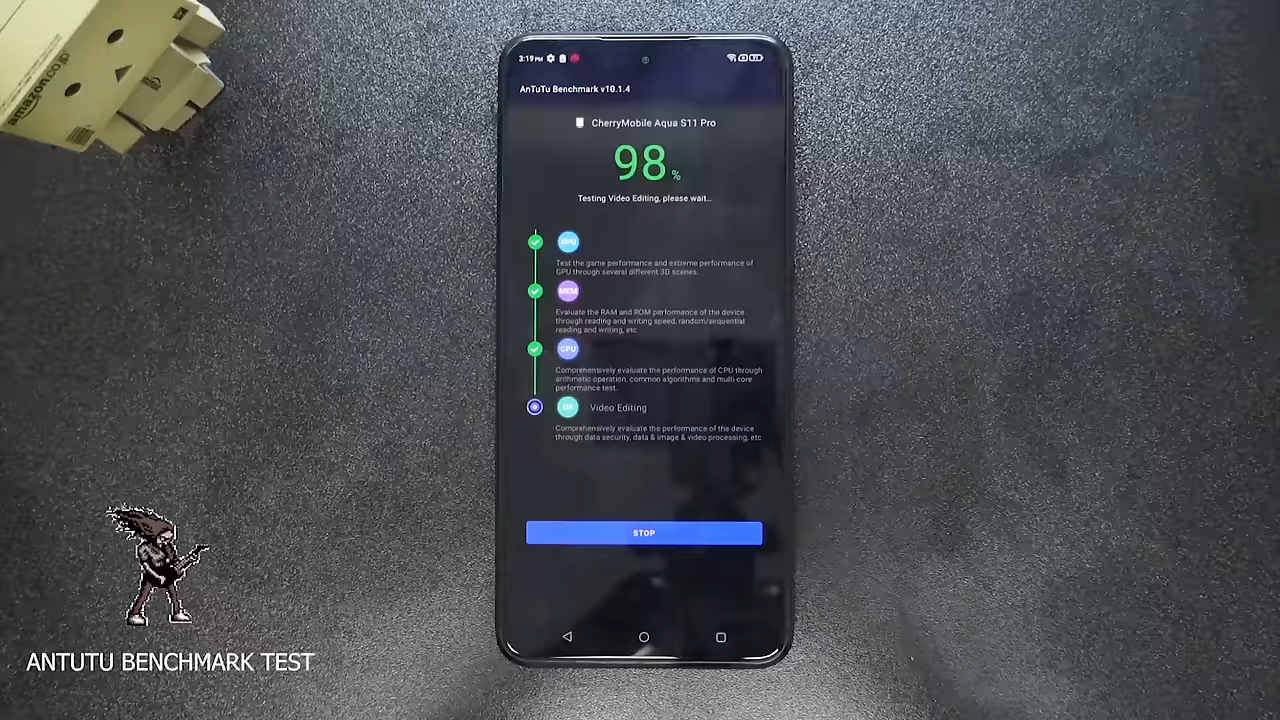 amazon.co.jp
3:19 PM
AnTuTu Benchmark v10.1.4
CherryMobile Aqua S11 Pro
98 %
Testing Video Editing, please wait...
GPU
Test the game performance and extreme performance of
GPU through several different 3D scenes.
MEM
Evaluate the RAM and ROM performance of the device
through reading and writing speed, random/sequential
reading and writing, etc
CPU
Comprehensively evaluate the performance of CPU through
arithmetic operation, common algorithms and multi-core
performance test.
Video Editing
Comprehensively evaluate the performance of the device
through data security, data & image & video processing, etc
STOP
ANTUTU BENCHMARK TEST